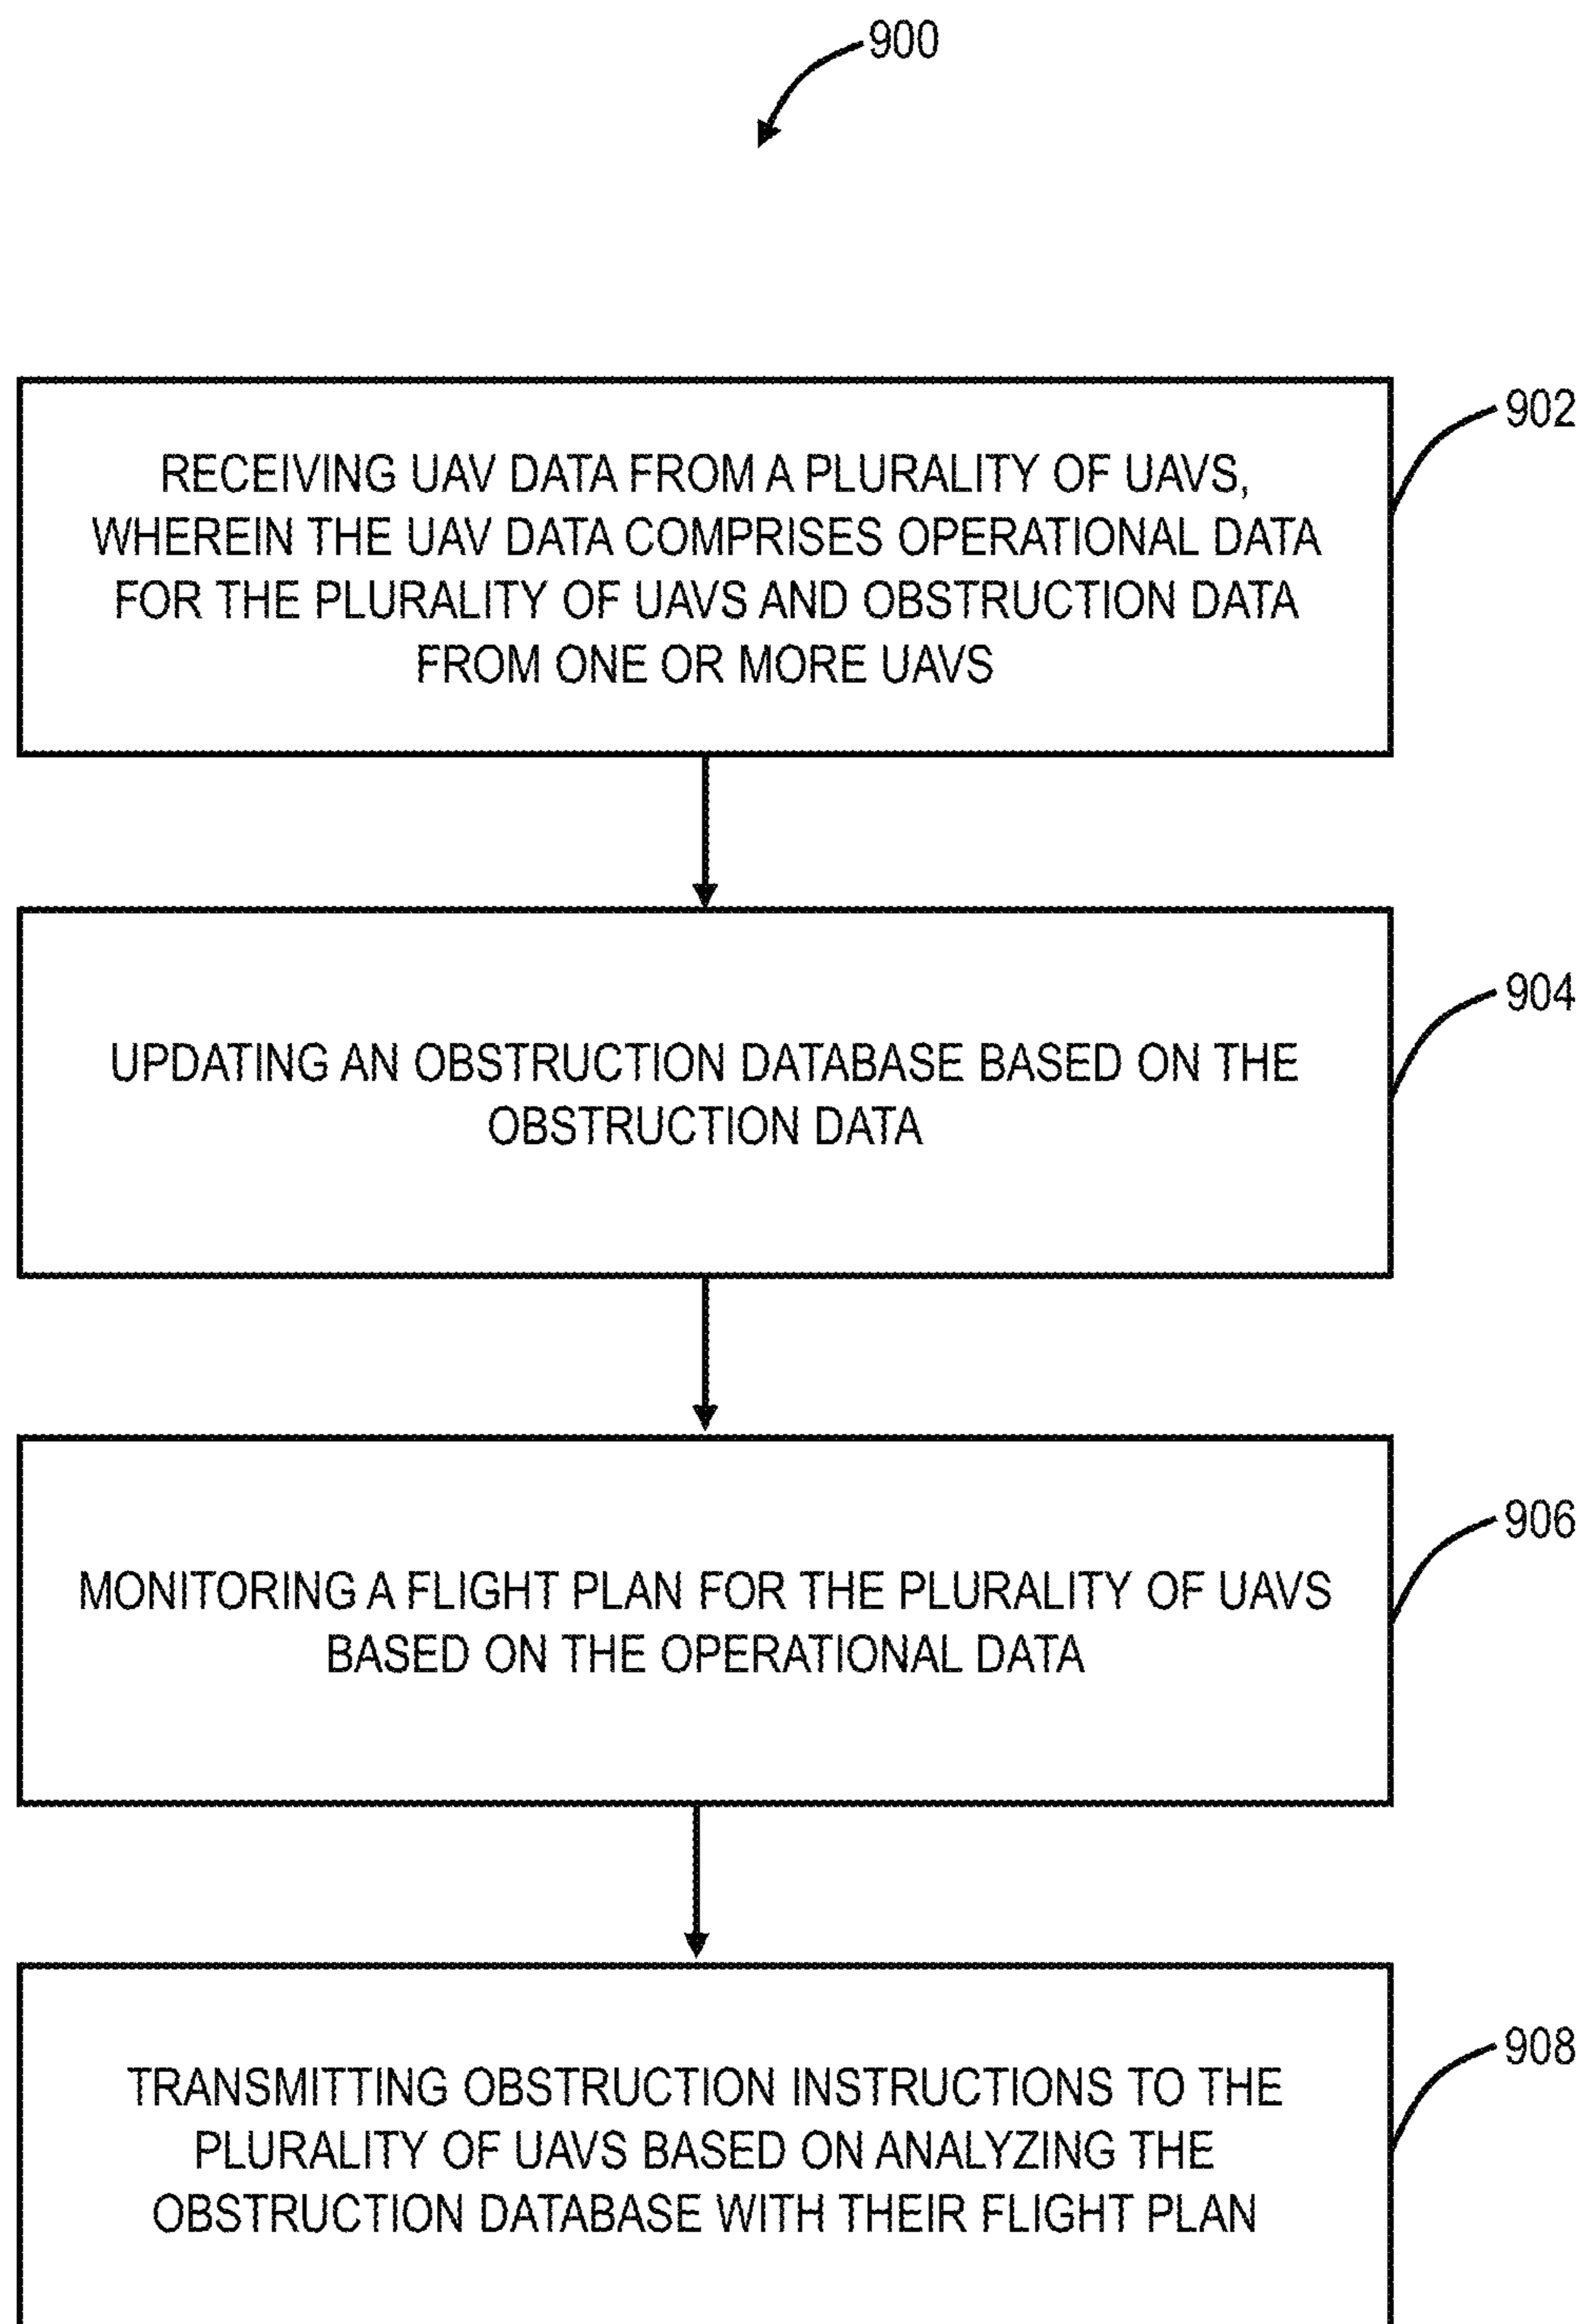 900
902
RECEIVING UAV DATA FROM A PLURALITY OF UAVS,
WHEREIN THE UAV DATA COMPRISES OPERATIONAL DATA
FOR THE PLURALITY OF UAVS AND OBSTRUCTION DATA
FROM ONE OR MORE UAVS
904
UPDATING AN OBSTRUCTION DATABASE BASED ON THE
OBSTRUCTION DATA
906
MONITORING A FLIGHT PLAN FOR THE PLURALITY OF UAVS
BASED ON THE OPERATIONAL DATA
908
TRANSMITTING OBSTRUCTION INSTRUCTIONS TO THE
PLURALITY OF UAVS BASED ON ANALYZING THE
OBSTRUCTION DATABASE WITH THEIR FLIGHT PLAN